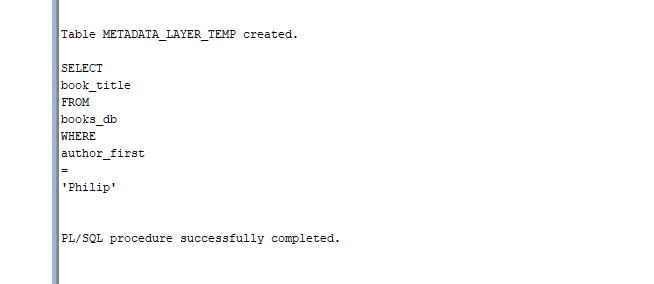 Table METADATA_LAYER_TEMP created.
SELECT
book_title
FROM
books_db
WHERE
author_first
=
'Philip'
PL/SQL procedure successfully completed.